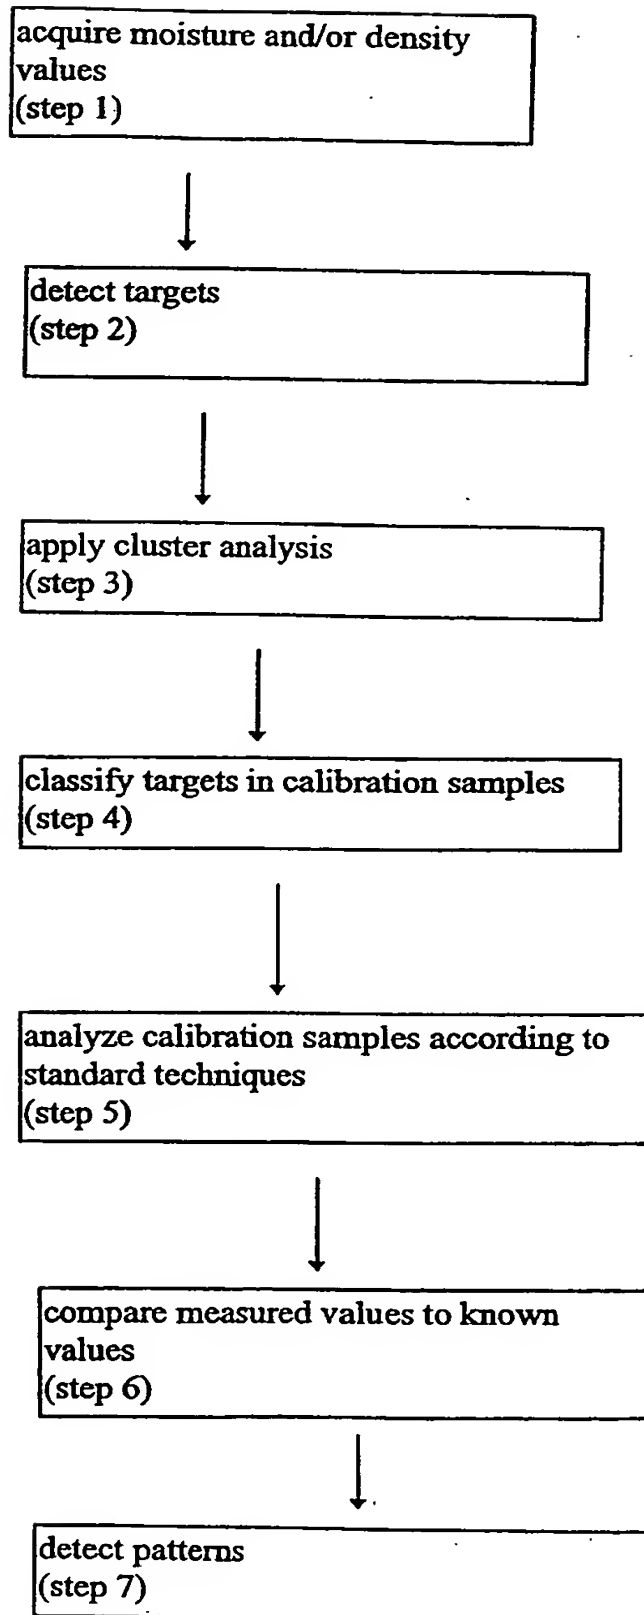 acquire moisture and/or density
values
(step 1)
detect targets
(step 2)
apply cluster analysis
(step 3)
classify targets in calibration samples
(step 4)
analyze calibration samples according to
standard techniques
(step 5)
compare measured values to known
values
(step 6)
detect patterns
(step 7)